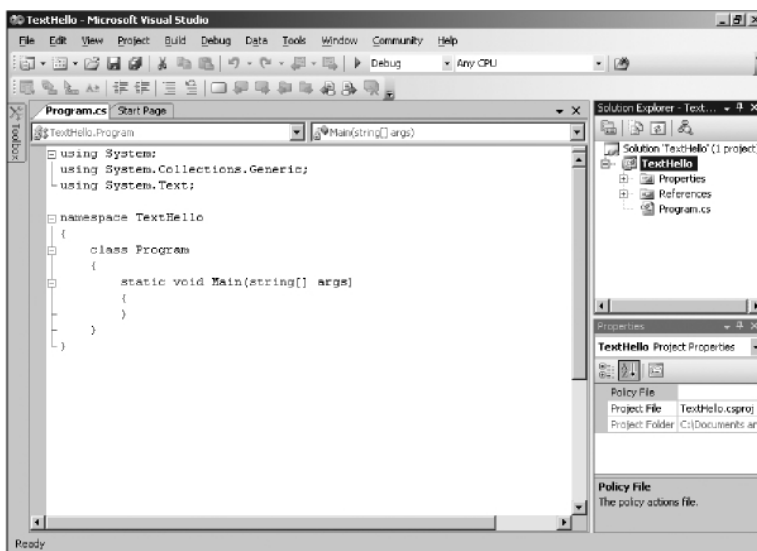 TextHello - Microsoft Visual Studio
File Edit View Project Build Debug Data Tools Window Community Help
Debug Any CPU
Toolbox
Program.cs Start Page
TextHello.Program Main(string[] args)
using System;
using System.Collections.Generic;
using System.Text;
namespace TextHello
{
class Program
{
static void Main(string[] args)
{
}
}
}
Solution Explorer - Text...
Solution 'TextHello' (1 project)
TextHello
Properties
References
Program.cs
Properties
TextHello Project Properties
Policy File
Project File TextHello.csproj
Project Folder C:\Documents an
Policy File
The policy actions file.
Ready